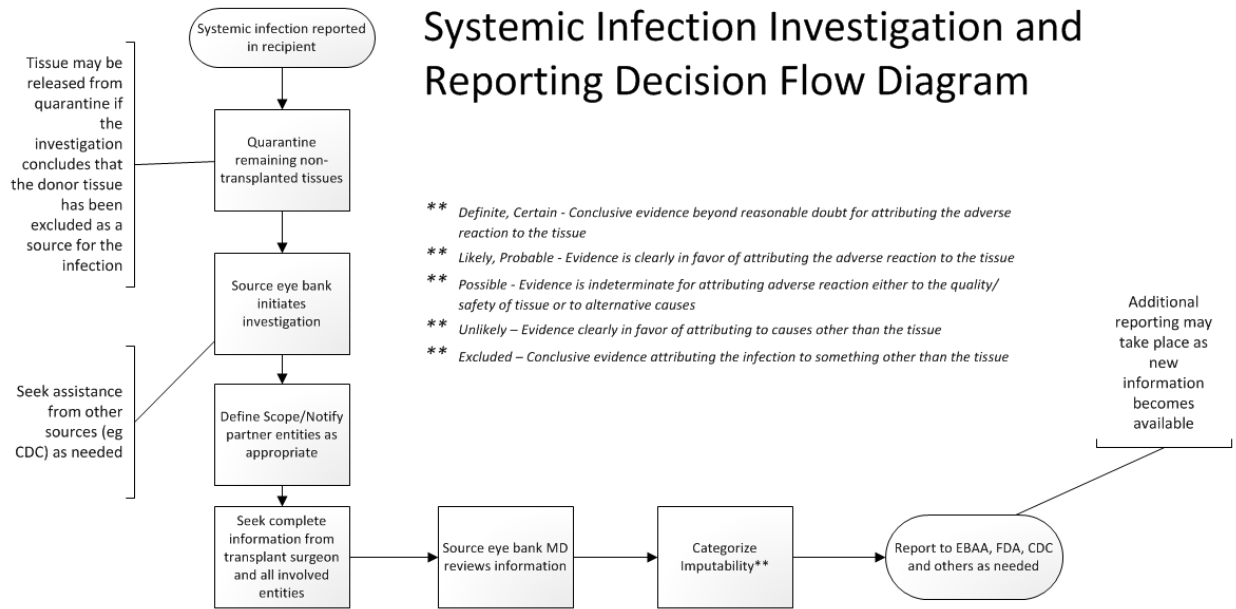 Systemic Infection Investigation and
Reporting Decision Flow Diagram
Systemic infection reported
in recipient
Tissue may be
released from
quarantine if
the
investigation
concludes that
the donor tissue
has been
excluded as a
source for the
infection
Quarantine
remaining non-
transplanted tissues
** Definite, Certain - Conclusive evidence beyond reasonable doubt for attributing the adverse
reaction to the tissue
** Likely, Probable - Evidence is clearly in favor of attributing the adverse reaction to the tissue
** Possible - Evidence is indeterminate for attributing adverse reaction either to the quality/
safety of tissue or to alternative causes
** Unlikely – Evidence clearly in favor of attributing to causes other than the tissue
** Excluded – Conclusive evidence attributing the infection to something other than the tissue
Source eye bank
initiates
investigation
Seek assistance
from other
sources (eg
CDC) as needed
Define Scope/Notify
partner entities as
appropriate
Seek complete
information from
transplant surgeon
and all involved
entities
Source eye bank MD
reviews information
Categorize
Imputability**
Report to EBAA, FDA, CDC
and others as needed
Additional
reporting may
take place as
new
information
becomes
available